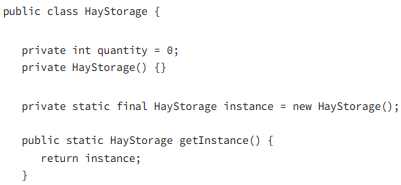 public class HayStorage {
private int quantity = 0;
private HayStorage() {}
private static final HayStorage instance = new HayStorage();
public static HayStorage getInstance() {
return instance;
}